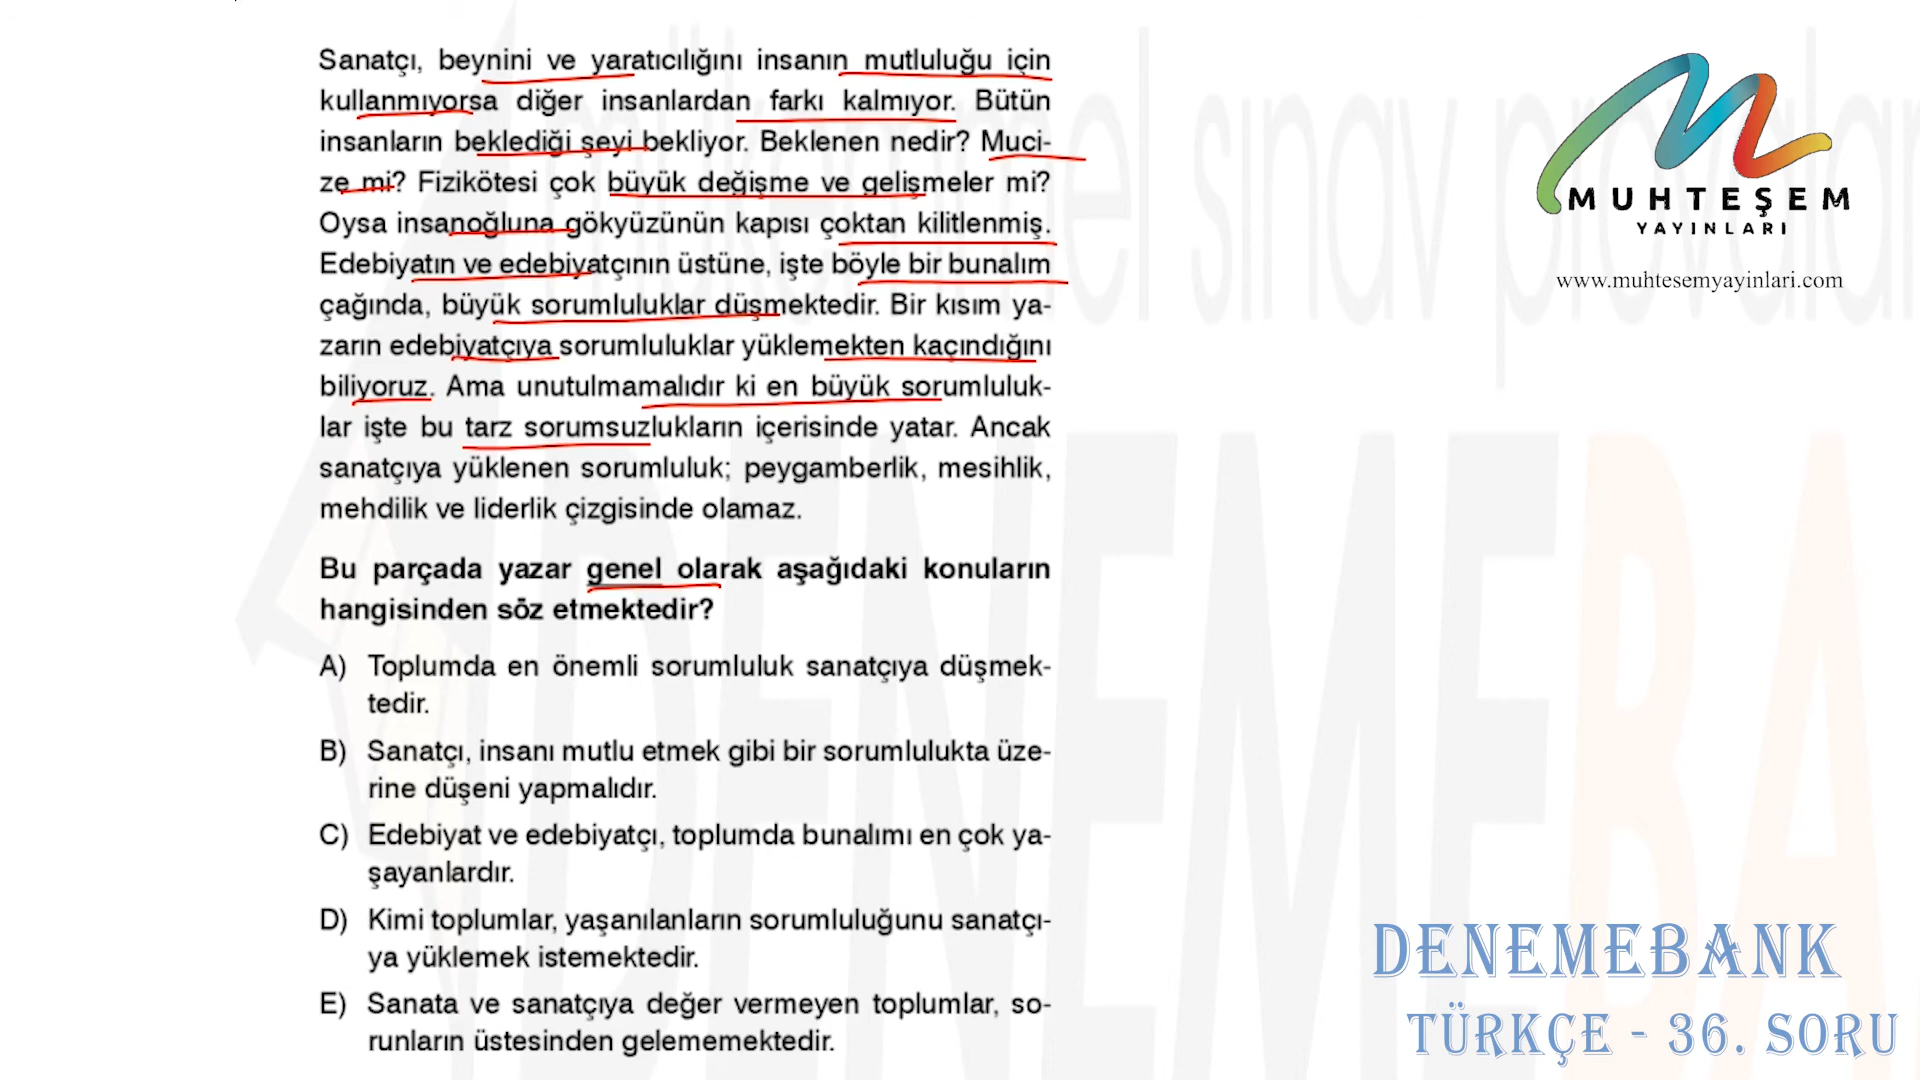 Sanatçı, beynini ve yaratıcılığını insanın mutluluğu için
kullanmıyorsa diğer insanlardan farkı kalmıyor. Bütün
insanların beklediği şeyi bekliyor. Beklenen nedir? Muci-
ze mi? Fizikötesi çok büyük değişme ve gelişmeler mi?
Oysa insanoğluna gökyüzünün kapısı çoktan kilitlenmiş.
Edebiyatın ve edebiyatçının üstüne, işte böyle bir bunalım
çağında, büyük sorumluluklar düşmektedir. Bir kısım ya-
zarın edebiyatçıya sorumluluklar yüklemekten kaçındığını
biliyoruz. Ama unutulmamalıdır ki en büyük sorumluluk-
lar işte bu tarz sorumsuzlukların içerisinde yatar. Ancak
sanatçıya yüklenen sorumluluk; peygamberlik, mesihlik,
mehdilik ve liderlik çizgisinde olamaz.
Bu parçada yazar genel olarak aşağıdaki konuların
hangisinden söz etmektedir?
A) Toplumda en önemli sorumluluk sanatçıya düşmek-
tedir.
B) Sanatçı, insanı mutlu etmek gibi bir sorumlulukta üze-
rine düşeni yapmalıdır.
C) Edebiyat ve edebiyatçı, toplumda bunalımı en çok ya-
şayanlardır.
D) Kimi toplumlar, yaşanılanların sorumluluğunu sanatçı-
ya yüklemek istemektedir.
E) Sanata ve sanatçıya değer vermeyen toplumlar, so-
runların üstesinden gelememektedir.
MUHTEŞEM
YAYINLARI
www.muhtesemyayinlari.com
DENEMEBANK
TÜRKÇE - 36. SORU
sınav provaları
DENEMEBA